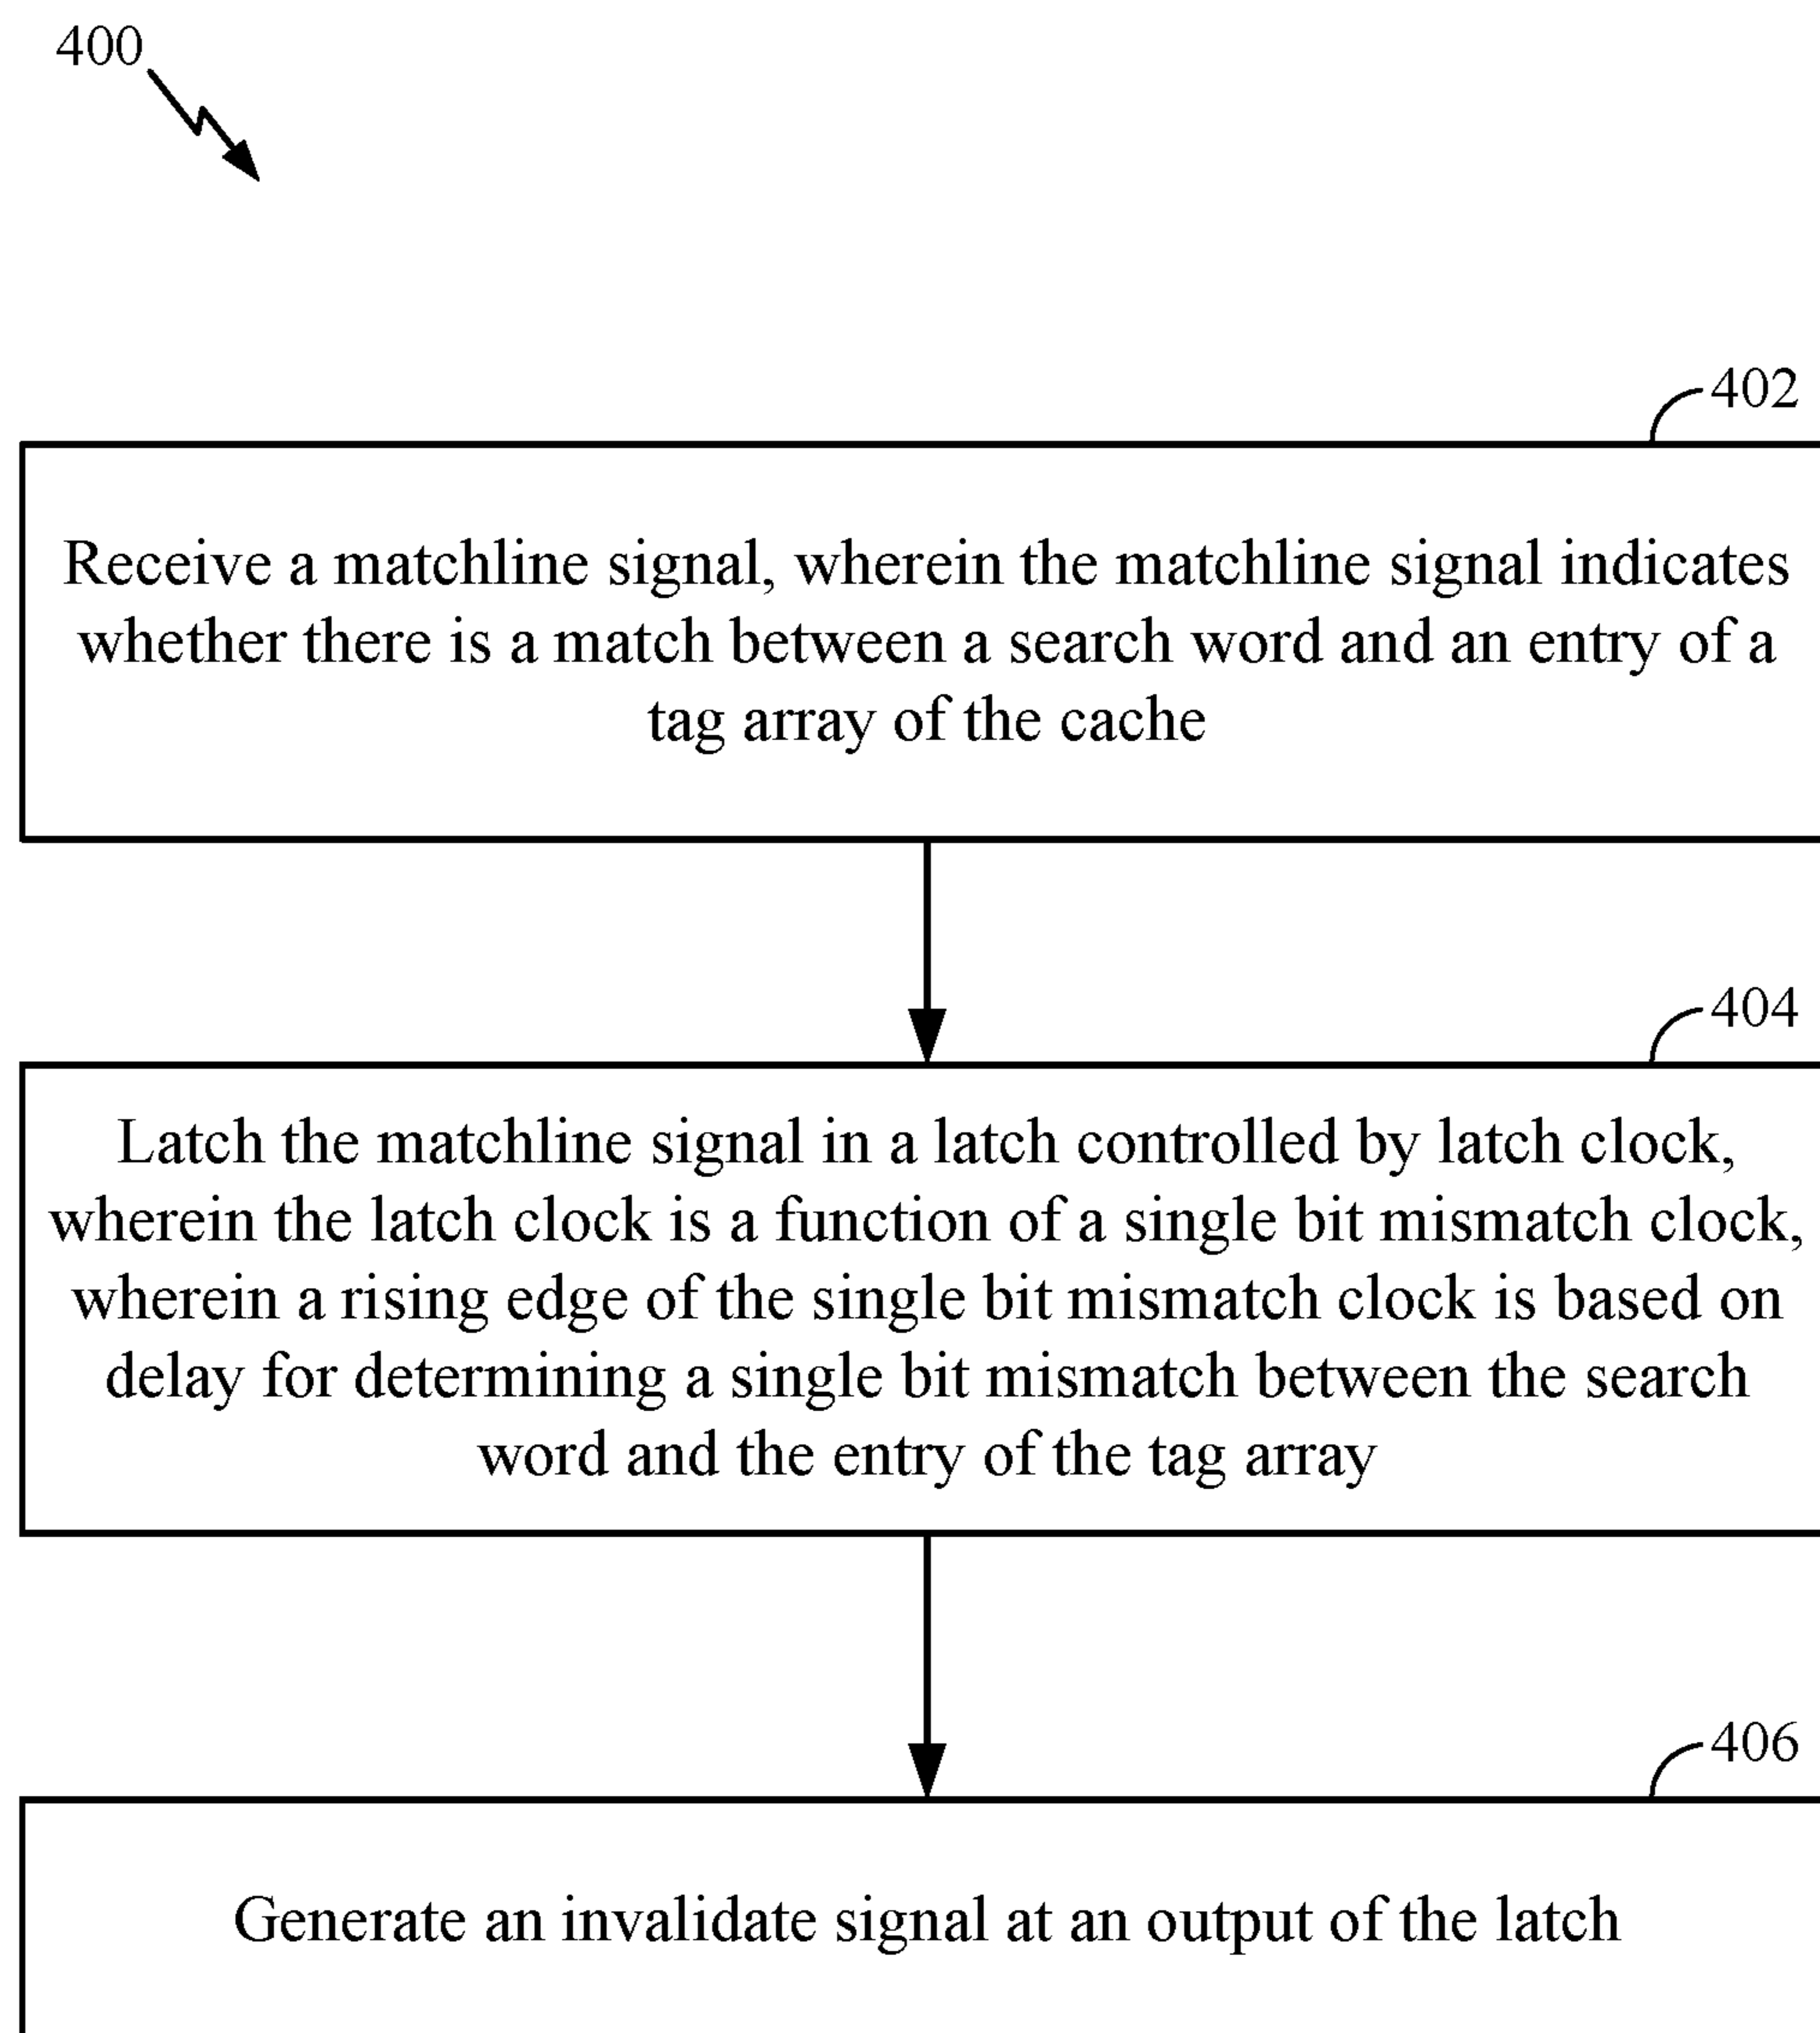 400
402
Receive a matchline signal, wherein the matchline signal indicates
whether there is a match between a search word and an entry of a
tag array of the cache
404
Latch the matchline signal in a latch controlled by latch clock,
wherein the latch clock is a function of a single bit mismatch clock,
wherein a rising edge of the single bit mismatch clock is based on
delay for determining a single bit mismatch between the search
word and the entry of the tag array
406
Generate an invalidate signal at an output of the latch